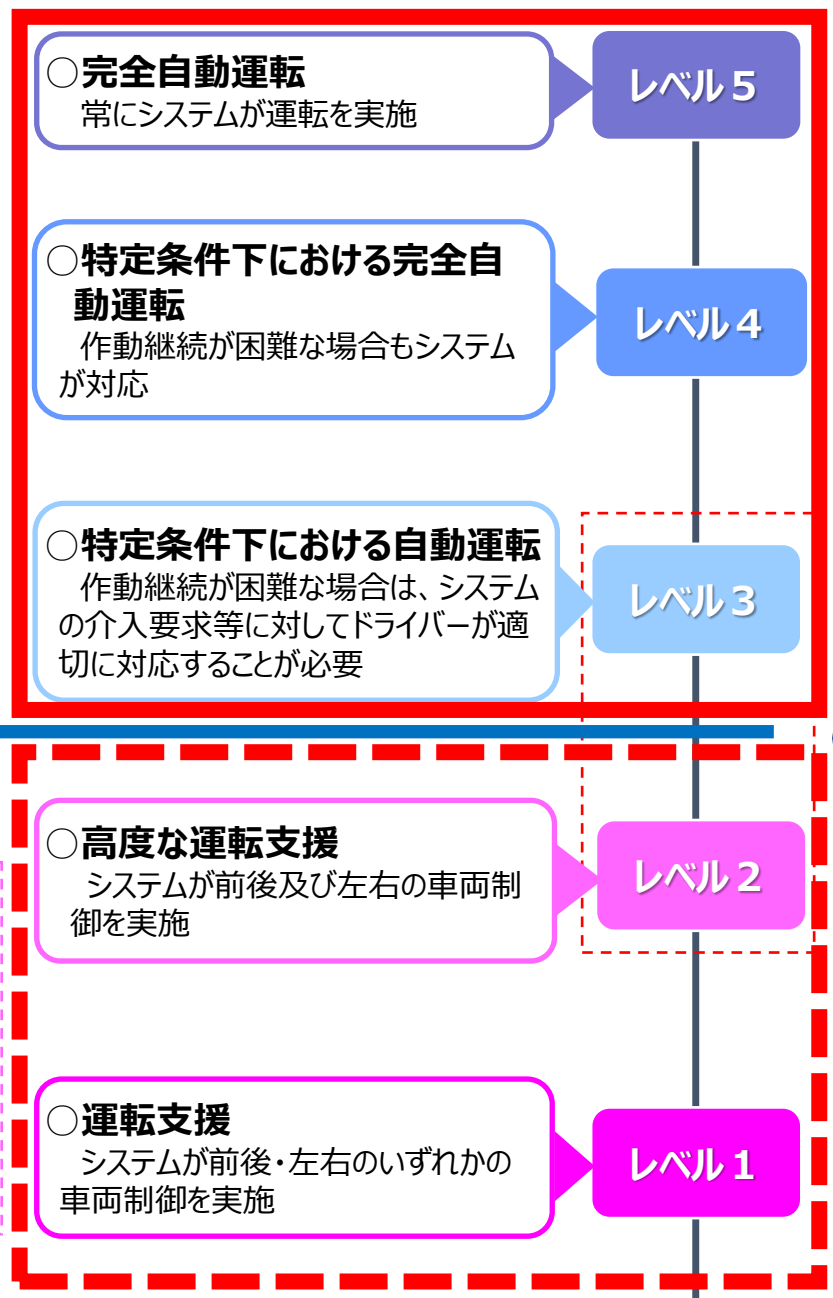 ○完全自動運転
常にシステムが運転を実施
レベル５
○特定条件下における完全自
動運転
作動継続が困難な場合もシステム
が対応
レベル４
○特定条件下における自動運転
作動継続が困難な場合は、システム
の介入要求等に対してドライバーが適
切に対応することが必要
レベル３
○高度な運転支援
システムが前後及び左右の車両制
御を実施
レベル２
○運転支援
システムが前後・左右のいずれかの
車両制御を実施
レベル１